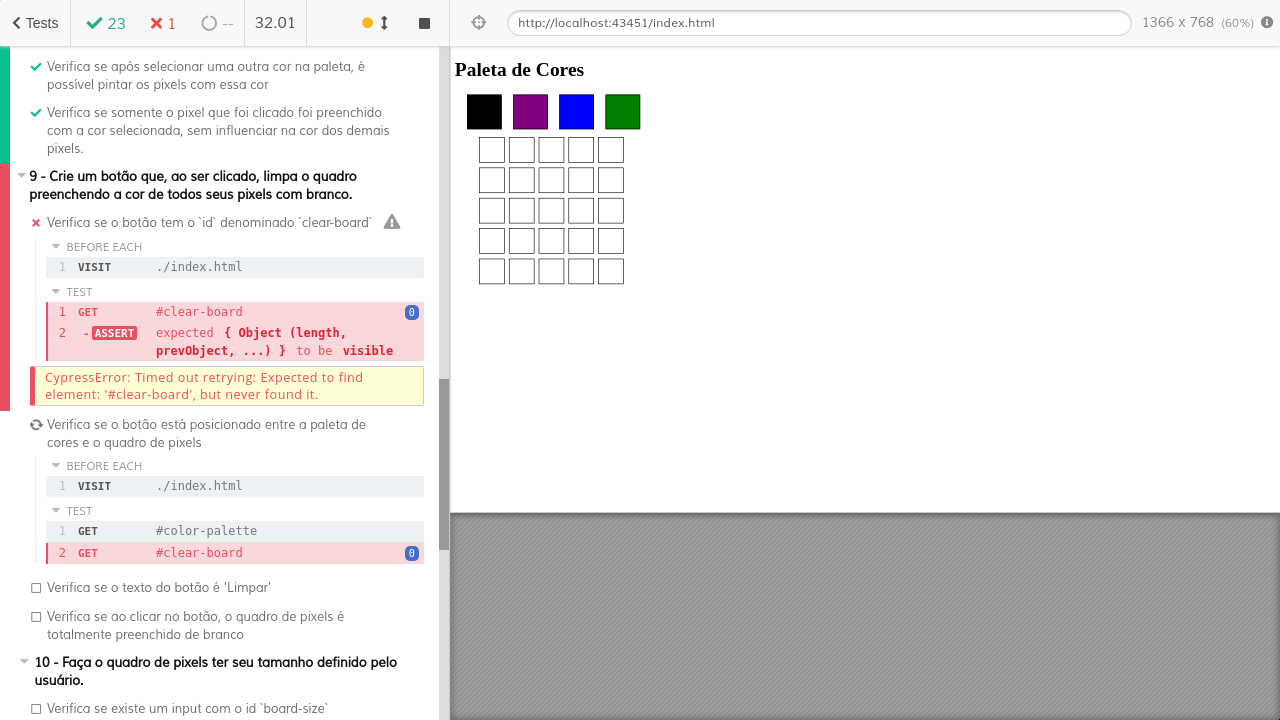 Tests
23
1
--
32.01
http://localhost:43451/index.html
1366 x 768 (60%)
Verifica se após selecionar uma outra cor na paleta, é
possível pintar os pixels com essa cor
Verifica se somente o pixel que foi clicado foi preenchido
com a cor selecionada, sem influenciar na cor dos demais
pixels.
9 - Crie um botão que, ao ser clicado, limpa o quadro
preenchendo a cor de todos seus pixels com branco.
Verifica se o botão tem o `id` denominado `clear-board`
BEFORE EACH
1 VISIT ./index.html
TEST
1 GET #clear-board 0
2 -ASSERT expected { Object (length,
prevObject, ...) } to be visible
CypressError: Timed out retrying: Expected to find
element: '#clear-board', but never found it.
Verifica se o botão está posicionado entre a paleta de
cores e o quadro de pixels
BEFORE EACH
1 VISIT ./index.html
TEST
1 GET #color-palette
2 GET #clear-board 0
Verifica se o texto do botão é 'Limpar'
Verifica se ao clicar no botão, o quadro de pixels é
totalmente preenchido de branco
10 - Faça o quadro de pixels ter seu tamanho definido pelo
usuário.
Verifica se existe um input com o id `board-size`
Paleta de Cores